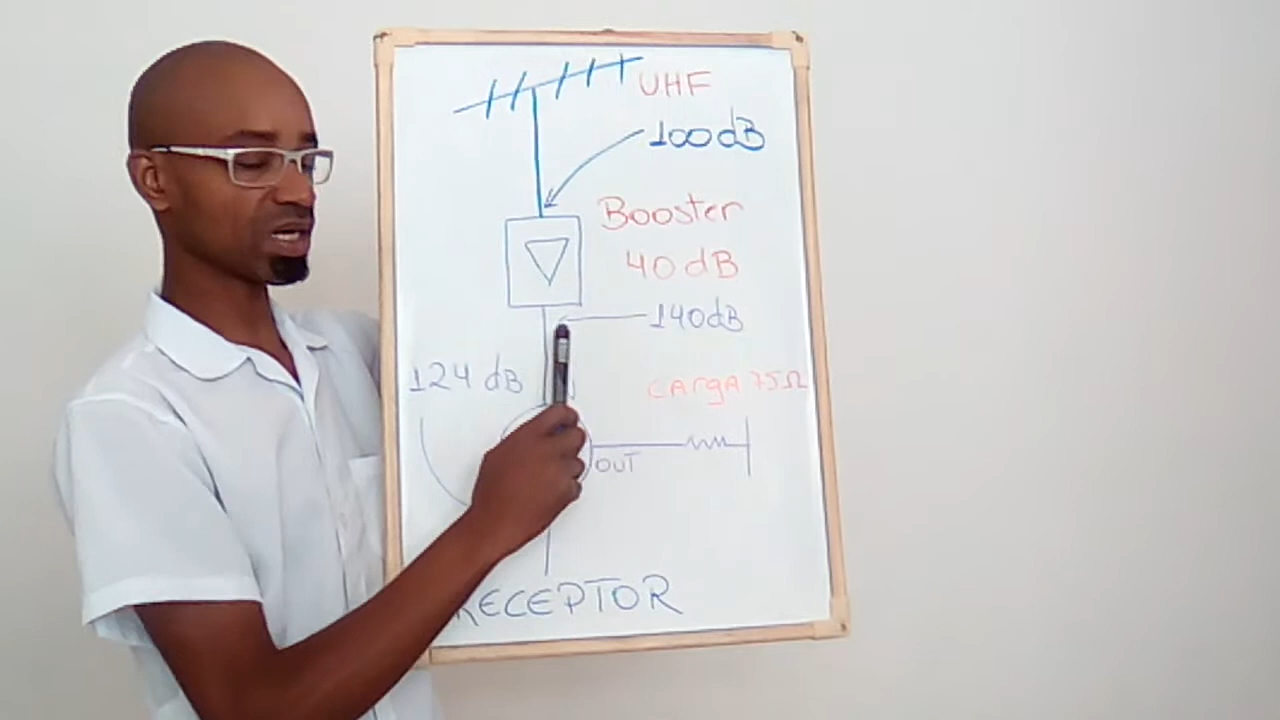 UHF
100dB
Booster
40dB
140dB
124 dB
CArgA 75Ω
OUT
RECEPTOR